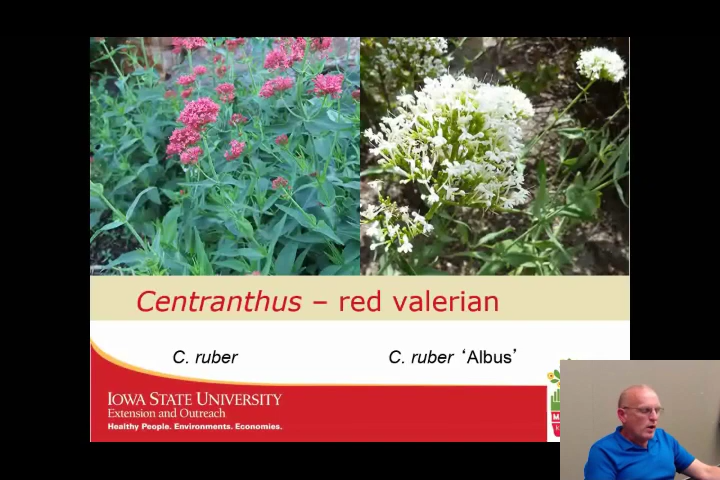 Centranthus – red valerian
C. ruber
C. ruber ‘Albus’
IOWA STATE UNIVERSITY
Extension and Outreach
Healthy People. Environments. Economies.